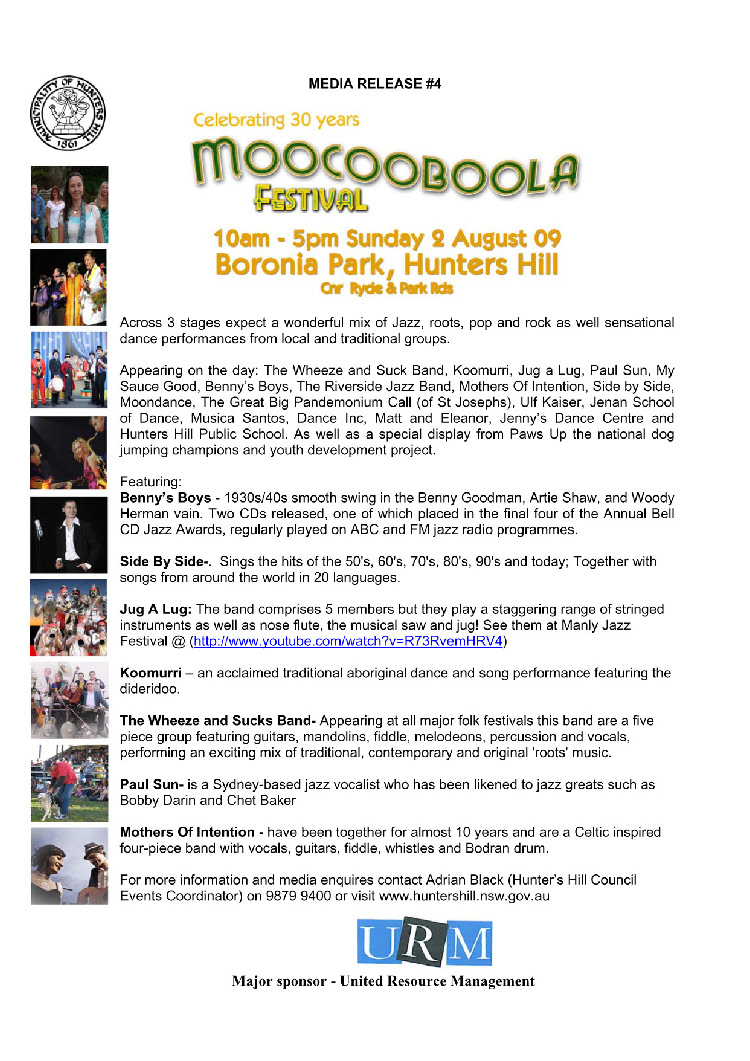 MEDIA RELEASE #4
MUNICIPALITY OF HUNTERS HILL
1861
Celebrating 30 years
MOOCOOBOOLA
FESTIVAL
10am - 5pm Sunday 2 August 09
Boronia Park, Hunters Hill
Cnr Ryde & Park Rds
Across 3 stages expect a wonderful mix of Jazz, roots, pop and rock as well sensational
dance performances from local and traditional groups.
Appearing on the day: The Wheeze and Suck Band, Koomurri, Jug a Lug, Paul Sun, My
Sauce Good, Benny's Boys, The Riverside Jazz Band, Mothers Of Intention, Side by Side,
Moondance, The Great Big Pandemonium Call (of St Josephs), Ulf Kaiser, Jenan School
of Dance, Musica Santos, Dance Inc, Matt and Eleanor, Jenny's Dance Centre and
Hunters Hill Public School. As well as a special display from Paws Up the national dog
jumping champions and youth development project.
Featuring:
Benny's Boys - 1930s/40s smooth swing in the Benny Goodman, Artie Shaw, and Woody
Herman vain. Two CDs released, one of which placed in the final four of the Annual Bell
CD Jazz Awards, regularly played on ABC and FM jazz radio programmes.
Side By Side-. Sings the hits of the 50's, 60's, 70's, 80's, 90's and today; Together with
songs from around the world in 20 languages.
Jug A Lug: The band comprises 5 members but they play a staggering range of stringed
instruments as well as nose flute, the musical saw and jug! See them at Manly Jazz
Festival @ (http://www.youtube.com/watch?v=R73RvemHRV4)
Koomurri – an acclaimed traditional aboriginal dance and song performance featuring the
dideridoo.
The Wheeze and Sucks Band- Appearing at all major folk festivals this band are a five
piece group featuring guitars, mandolins, fiddle, melodeons, percussion and vocals,
performing an exciting mix of traditional, contemporary and original 'roots' music.
Paul Sun- is a Sydney-based jazz vocalist who has been likened to jazz greats such as
Bobby Darin and Chet Baker
Mothers Of Intention - have been together for almost 10 years and are a Celtic inspired
four-piece band with vocals, guitars, fiddle, whistles and Bodran drum.
For more information and media enquires contact Adrian Black (Hunter's Hill Council
Events Coordinator) on 9879 9400 or visit www.huntershill.nsw.gov.au
URM
Major sponsor - United Resource Management